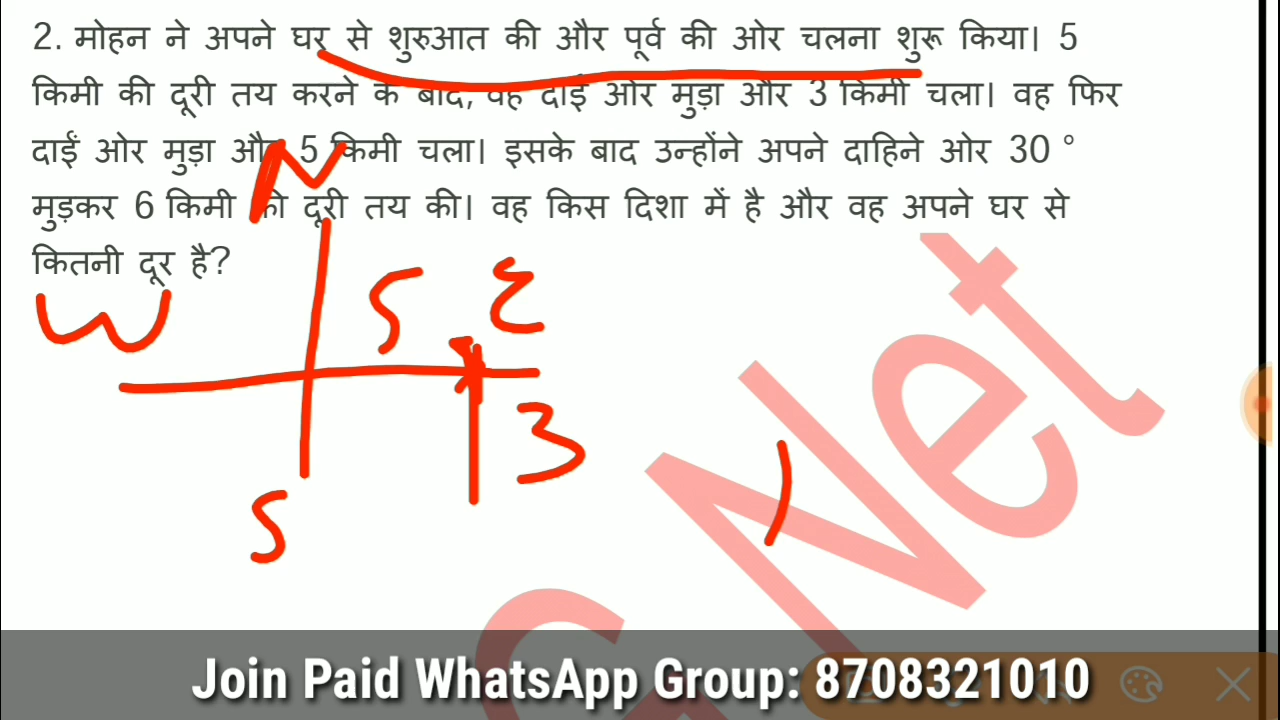 2. मोहन ने अपने घर से शुरुआत की और पूर्व की ओर चलना शुरू किया। 5
किमी की दूरी तय करने के बाद, वह दाईं ओर मुड़ा और 3 किमी चला। वह फिर
दाईं ओर मुड़ा और 5 किमी चला। इसके बाद उन्होंने अपने दाहिने ओर 30 °
मुड़कर 6 किमी की दूरी तय की। वह किस दिशा में है और वह अपने घर से
कितनी दूर है?
N
W
5
E
3
S
G Net
Join Paid WhatsApp Group: 8708321010